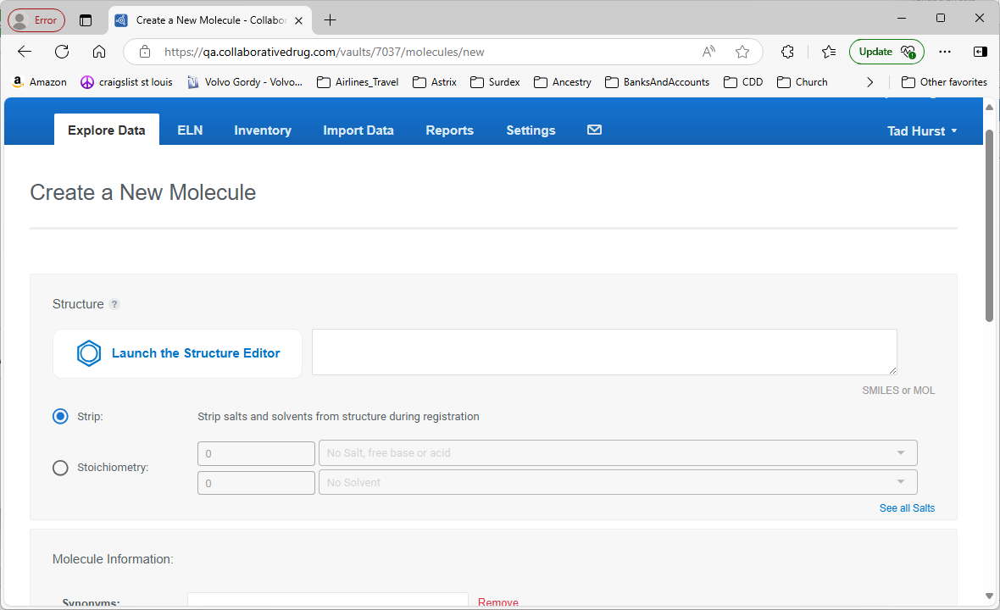 Error
Create a New Molecule - Collabor
https://qa.collaborativedrug.com/vaults/7037/molecules/new
Update
Amazon craigslist st louis Volvo Gordy - Volvo... Airlines_Travel Astrix Surdex Ancestry BanksAndAccounts CDD Church Other favorites
Explore Data ELN Inventory Import Data Reports Settings Tad Hurst
Create a New Molecule
Structure ?
Launch the Structure Editor
SMILES or MOL
Strip: Strip salts and solvents from structure during registration
0 No Salt, free base or acid
Stoichiometry:
0 No Solvent
See all Salts
Molecule Information:
Synonyms: Remove